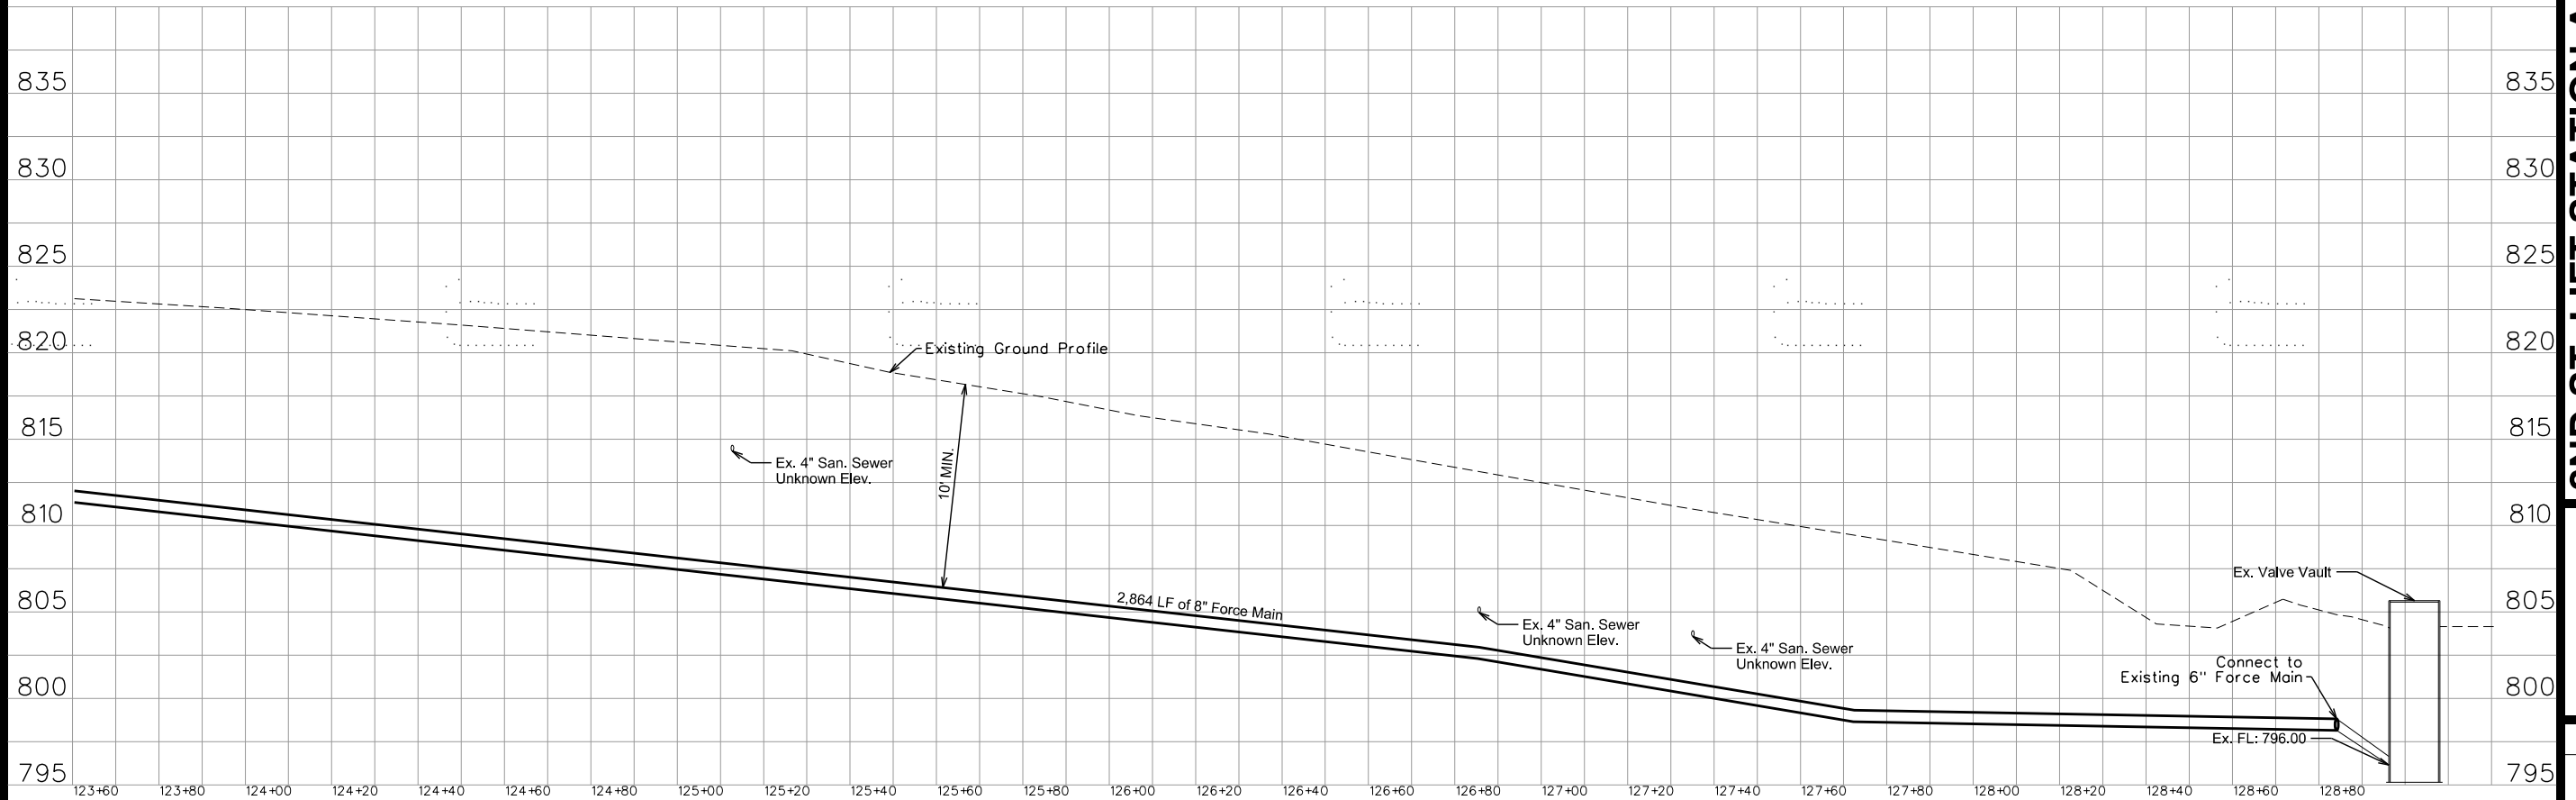 835
835
830
830
825
825
820
820
Existing Ground Profile
815
815
Ex. 4" San. Sewer
Unknown Elev.
10' MIN.
810
810
Ex. Valve Vault
805
805
2,864 LF of 8" Force Main
Ex. 4" San. Sewer
Unknown Elev.
Ex. 4" San. Sewer
Unknown Elev.
Connect to
Existing 6" Force Main
800
800
Ex. FL: 796.00
795
795
123+60 123+80 124+00 124+20 124+40 124+60 124+80 125+00 125+20 125+40 125+60 125+80 126+00 126+20 126+40 126+60 126+80 127+00 127+20 127+40 127+60 127+80 128+00 128+20 128+40 128+60 128+80